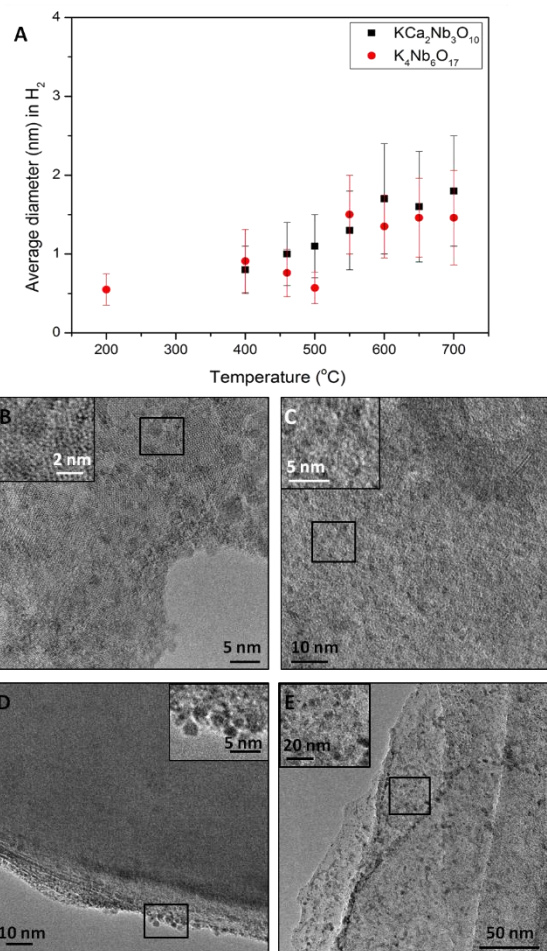 A
KCa₂Nb₃O₁₀
K₄Nb₆O₁₇
Average diameter (nm) in H₂
4
3
2
1
0
200 300 400 500 600 700
Temperature (°C)
B
2 nm
5 nm
C
5 nm
10 nm
D
5 nm
10 nm
E
20 nm
50 nm